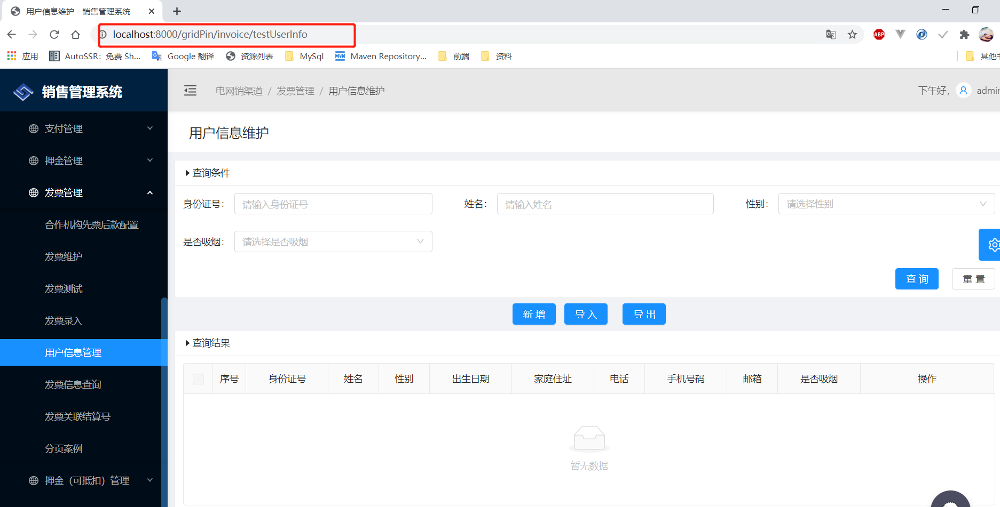 用户信息维护 - 销售管理系统
localhost:8000/gridPin/invoice/testUserInfo
ABP
应用
AutoSSR：免费 Sh...
Google 翻译
资源列表
MySql
MVN
Maven Repository...
前端
资料
销售管理系统
电网销渠道 / 发票管理 / 用户信息维护
下午好，
支付管理
押金管理
发票管理
合作机构先票后款配置
发票维护
发票测试
发票录入
用户信息管理
发票信息查询
发票关联结算号
分页案例
押金（可抵扣）管理
用户信息维护
查询条件
身份证号：
请输入身份证号
姓名：
请输入姓名
性别：
请选择性别
是否吸烟：
请选择是否吸烟
查 询
重 置
新 增
导 入
导 出
查询结果
序号
身份证号
姓名
性别
出生日期
家庭住址
电话
手机号码
邮箱
是否吸烟
操作
暂无数据